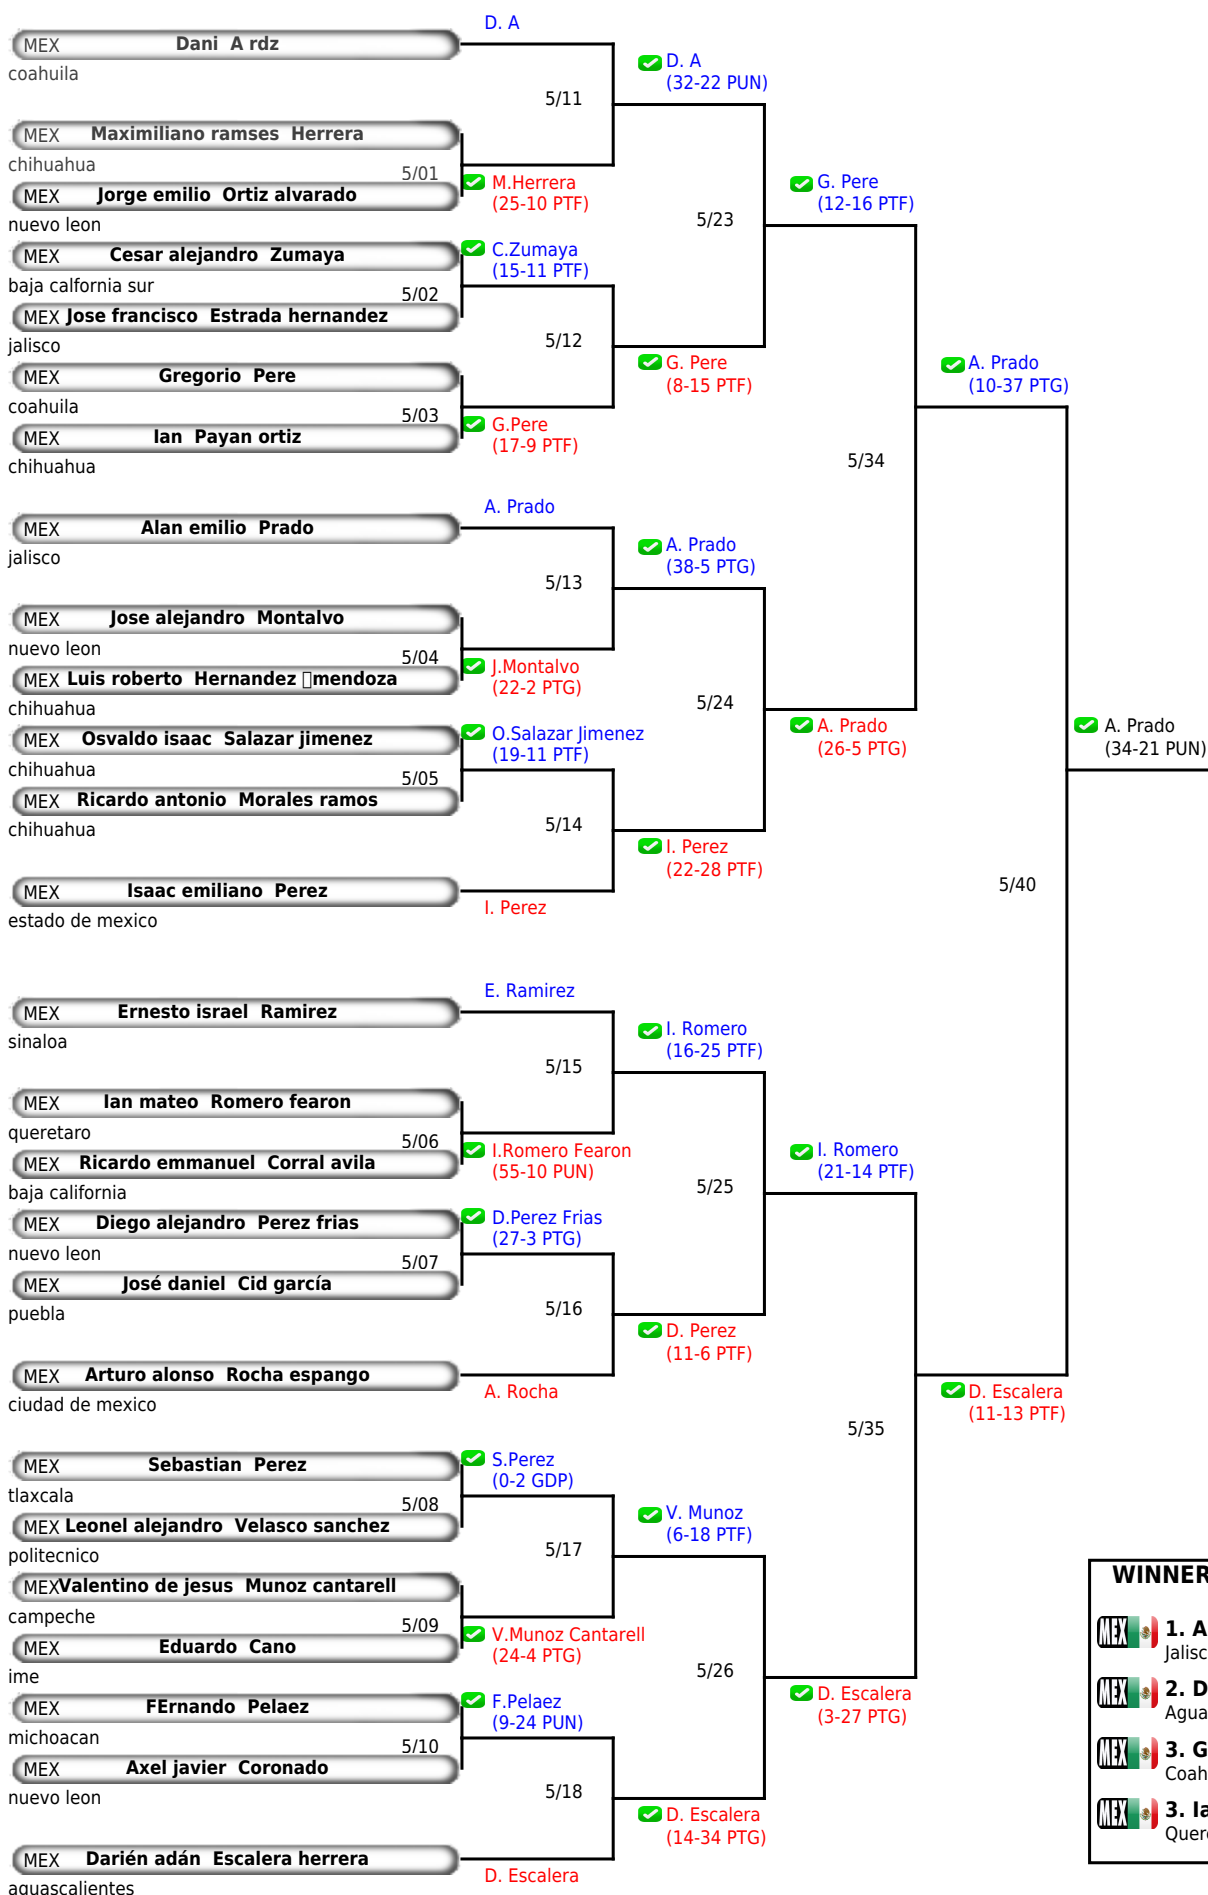 D. A
MEX Dani A rdz
coahuila
D. A
(32-22 PUN)
5/11
MEX Maximiliano ramses Herrera
chihuahua
5/01
M.Herrera
(25-10 PTF)
MEX Jorge emilio Ortiz alvarado
nuevo leon
G. Pere
(12-16 PTF)
5/23
MEX Cesar alejandro Zumaya
baja calfornia sur
C.Zumaya
(15-11 PTF)
5/02
MEX Jose francisco Estrada hernandez
jalisco
5/12
G. Pere
(8-15 PTF)
MEX Gregorio Pere
coahuila
5/03
G.Pere
(17-9 PTF)
MEX Ian Payan ortiz
chihuahua
A. Prado
(10-37 PTG)
5/34
A. Prado
MEX Alan emilio Prado
jalisco
A. Prado
(38-5 PTG)
5/13
MEX Jose alejandro Montalvo
nuevo leon
5/04
J.Montalvo
(22-2 PTG)
MEX Luis roberto Hernandez mendoza
chihuahua
5/24
MEX Osvaldo isaac Salazar jimenez
chihuahua
O.Salazar Jimenez
(19-11 PTF)
A. Prado
(26-5 PTG)
A. Prado
(34-21 PUN)
5/05
MEX Ricardo antonio Morales ramos
chihuahua
5/14
I. Perez
(22-28 PTF)
MEX Isaac emiliano Perez
estado de mexico
I. Perez
5/40
E. Ramirez
MEX Ernesto israel Ramirez
sinaloa
I. Romero
(16-25 PTF)
5/15
MEX Ian mateo Romero fearon
queretaro
5/06
I.Romero Fearon
(55-10 PUN)
MEX Ricardo emmanuel Corral avila
baja california
I. Romero
(21-14 PTF)
5/25
MEX Diego alejandro Perez frias
nuevo leon
D.Perez Frias
(27-3 PTG)
5/07
MEX José daniel Cid garcía
puebla
5/16
D. Perez
(11-6 PTF)
MEX Arturo alonso Rocha espango
ciudad de mexico
A. Rocha
D. Escalera
(11-13 PTF)
5/35
MEX Sebastian Perez
tlaxcala
S.Perez
(0-2 GDP)
5/08
MEX Leonel alejandro Velasco sanchez
politecnico
V. Munoz
(6-18 PTF)
5/17
MEX Valentino de jesus Munoz cantarell
campeche
5/09
V.Munoz Cantarell
(24-4 PTG)
MEX Eduardo Cano
ime
5/26
MEX FErnando Pelaez
michoacan
F.Pelaez
(9-24 PUN)
D. Escalera
(3-27 PTG)
5/10
MEX Axel javier Coronado
nuevo leon
5/18
D. Escalera
(14-34 PTG)
MEX Darién adán Escalera herrera
aguascalientes
D. Escalera
WINNER
MEX 1. A
Jalisc
MEX 2. D
Agua
MEX 3. G
Coah
MEX 3. Ia
Quer